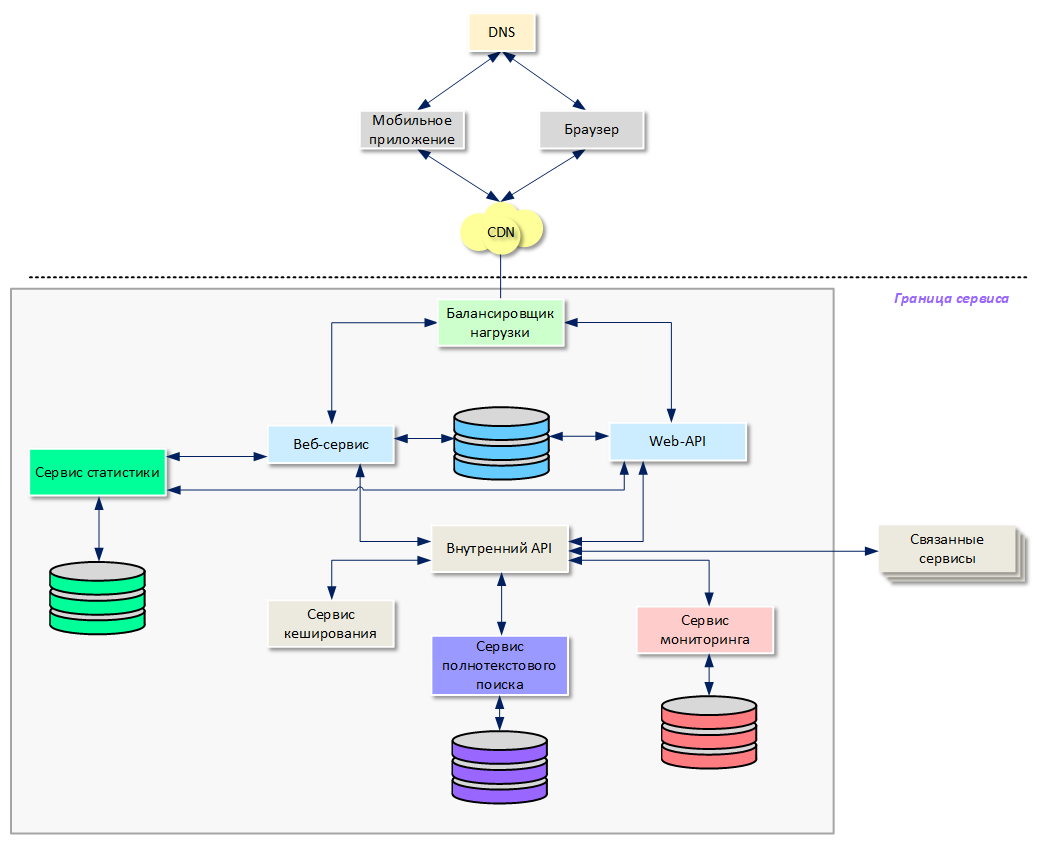 DNS
Мобильное
приложение
Браузер
CDN
Граница сервиса
Балансировщик
нагрузки
Веб-сервис
Web-API
Сервис статистики
Внутренний API
Связанные
сервисы
Сервис
кеширования
Сервис
полнотекстового
поиска
Сервис
мониторинга